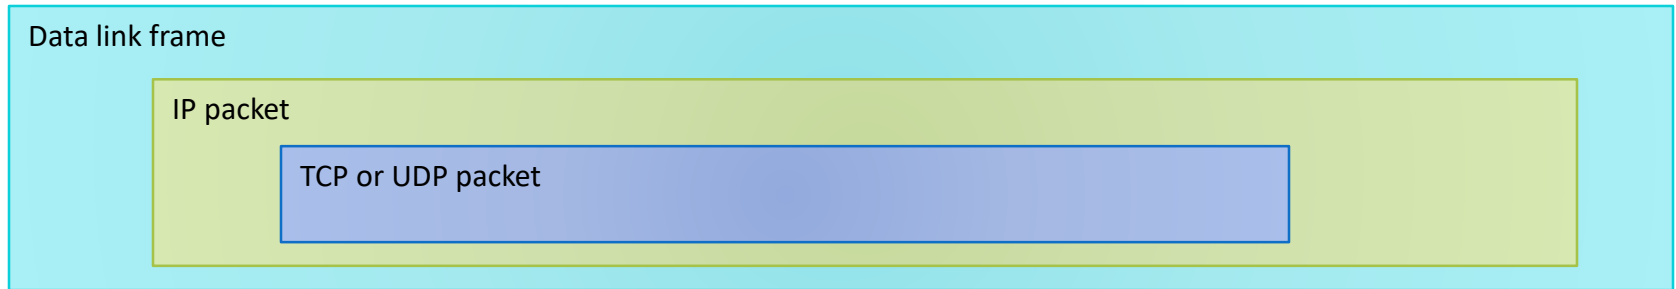 Data link frame
IP packet
TCP or UDP packet